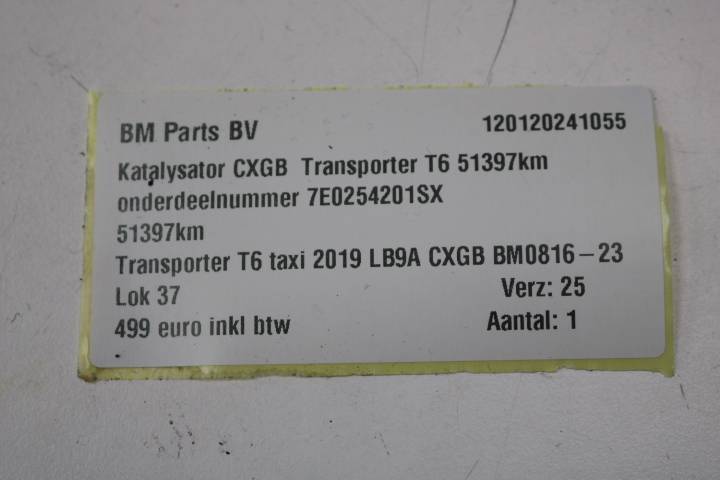 BM Parts BV 120120241055
Katalysator CXGB Transporter T6 51397km
onderdeelnummer 7E0254201SX
51397km
Transporter T6 taxi 2019 LB9A CXGB BM0816-23
Lok 37 Verz: 25
499 euro inkl btw Aantal: 1